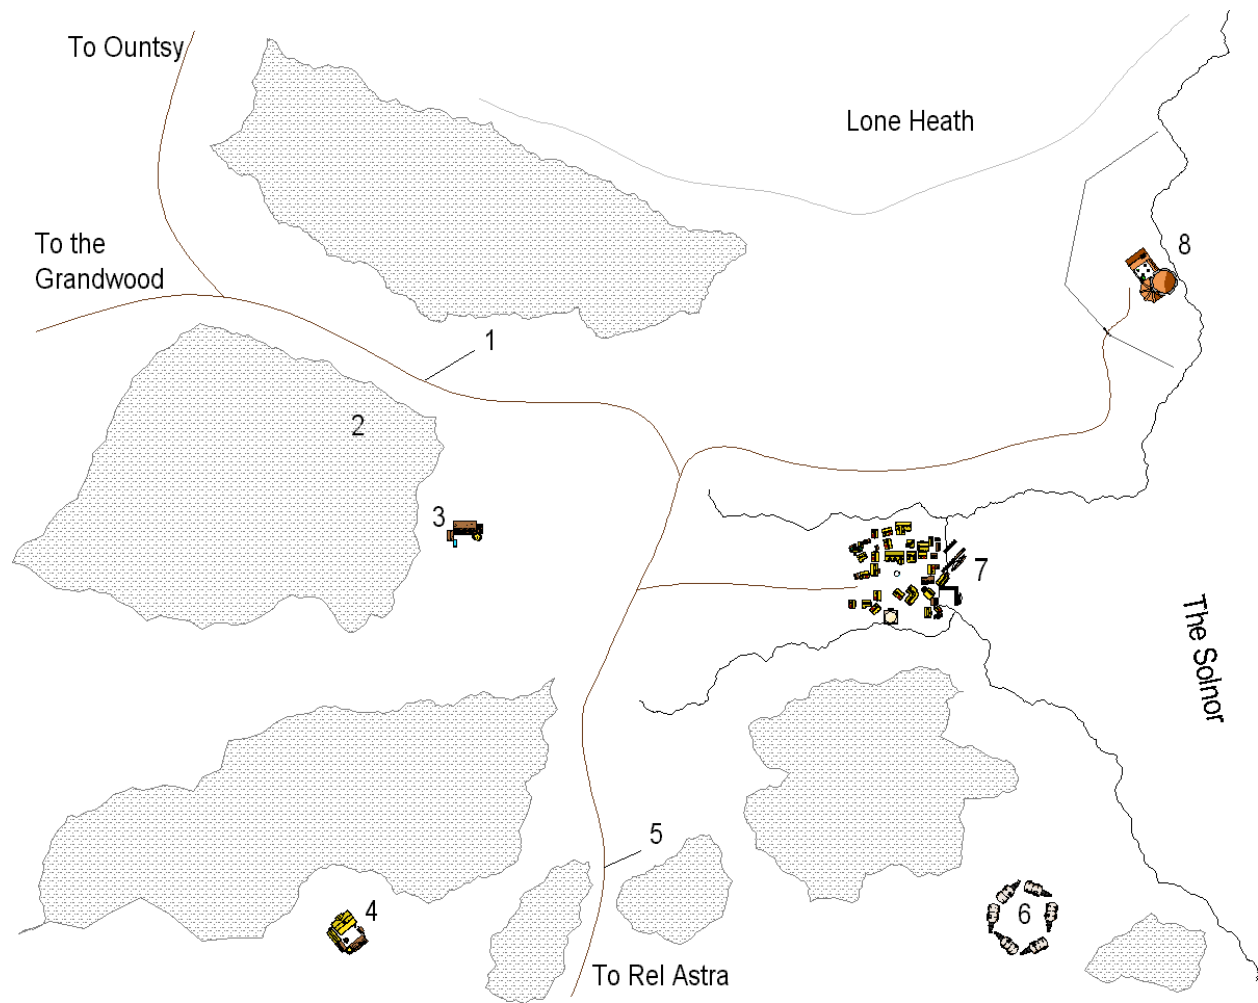 To Ountsy
Lone Heath
To the
Grandwood
8
1
2
3
7
The Solnor
5
4
6
To Rel Astra